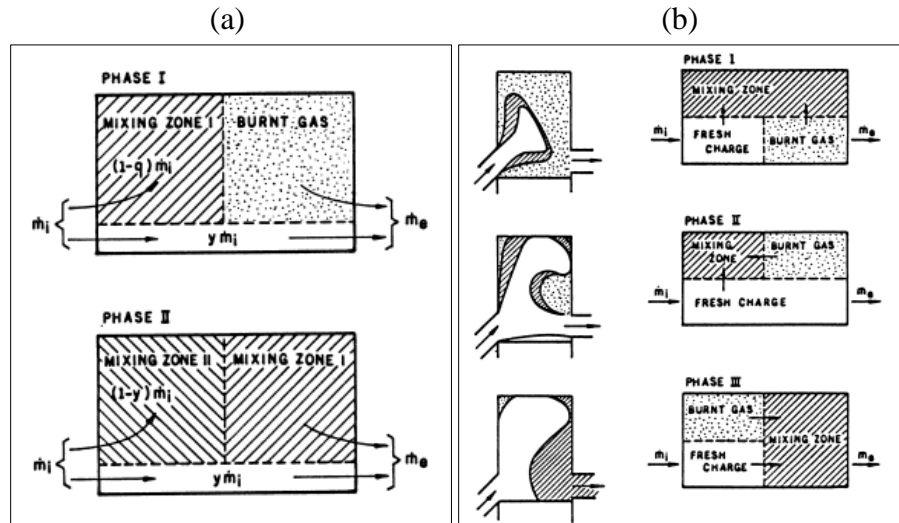 (a)
PHASE I
MIXING ZONE I BURNT GAS
(1-q)ṁi
ṁi
ṁe
yṁi
PHASE II
MIXING ZONE II MIXING ZONE I
(1-y)ṁi
ṁi
ṁe
yṁi
(b)
PHASE I
MIXING ZONE
ṁi
FRESH
CHARGE
BURNT GAS
ṁe
PHASE II
MIXING
ZONE
BURNT GAS
ṁi
ṁe
FRESH CHARGE
PHASE III
BURNT GAS
MIXING
ZONE
ṁi
FRESH
CHARGE
ṁe